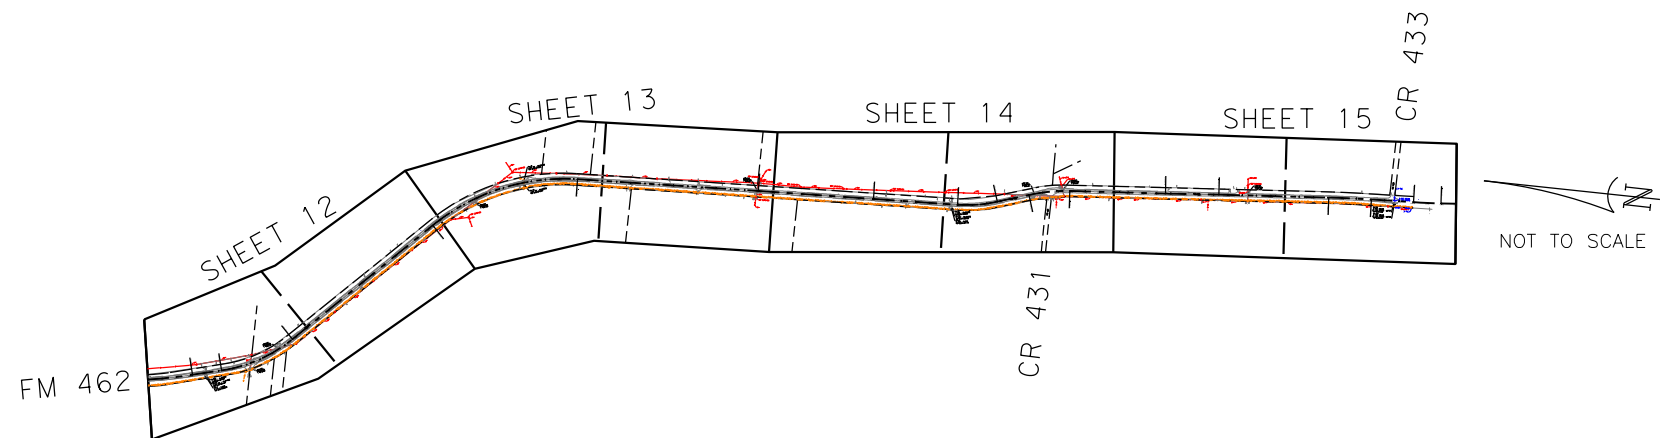 CR 433
SHEET 13
SHEET 14
SHEET 15
SHEET 12
N
NOT TO SCALE
CR 431
FM 462